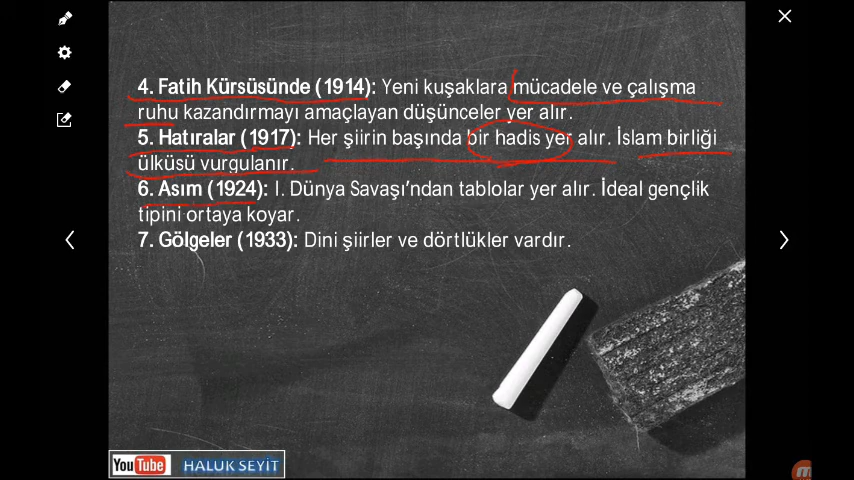 4. Fatih Kürsüsünde (1914): Yeni kuşaklara mücadele ve çalışma
ruhu kazandırmayı amaçlayan düşünceler yer alır.
5. Hatıralar (1917): Her şiirin başında bir hadis yer alır. İslam birliği
ülküsü vurgulanır.
6. Asım (1924): I. Dünya Savaşı’ndan tablolar yer alır. İdeal gençlik
tipini ortaya koyar.
7. Gölgeler (1933): Dini şiirler ve dörtlükler vardır.
YouTube HALUK SEYİT